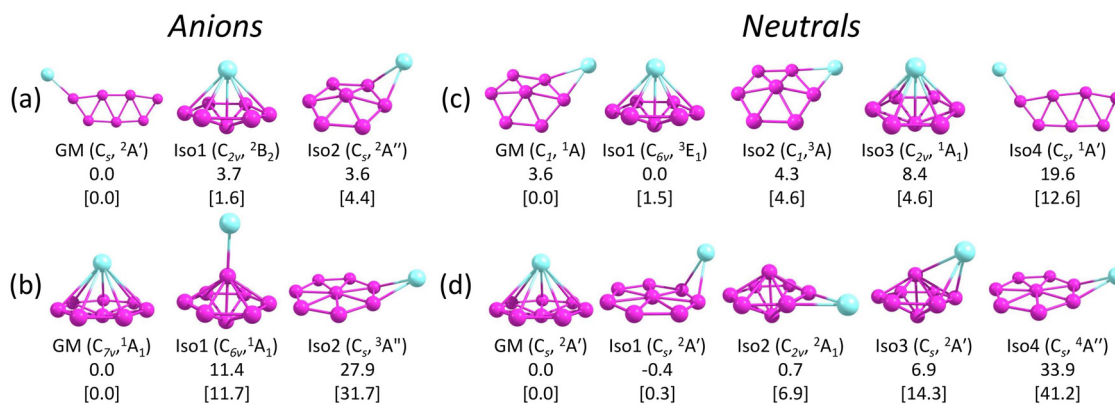 Anions Neutrals
(a)
GM (Cs, ²A′) Iso1 (C2v, ²B₂) Iso2 (Cs, ²A″)
0.0 3.7 3.6
[0.0] [1.6] [4.4]
(c)
GM (C1, ¹A) Iso1 (C6v, ³E₁) Iso2 (C1,³A) Iso3 (C2v, ¹A₁) Iso4 (Cs, ¹A′)
3.6 0.0 4.3 8.4 19.6
[0.0] [1.5] [4.6] [4.6] [12.6]
(b)
GM (C7v,¹A₁) Iso1 (C6v,¹A₁) Iso2 (Cs, ³A")
0.0 11.4 27.9
[0.0] [11.7] [31.7]
(d)
GM (Cs, ²A′) Iso1 (Cs, ²A′) Iso2 (C2v, ²A₁) Iso3 (Cs, ²A′) Iso4 (Cs, ⁴A″)
0.0 -0.4 0.7 6.9 33.9
[0.0] [0.3] [6.9] [14.3] [41.2]